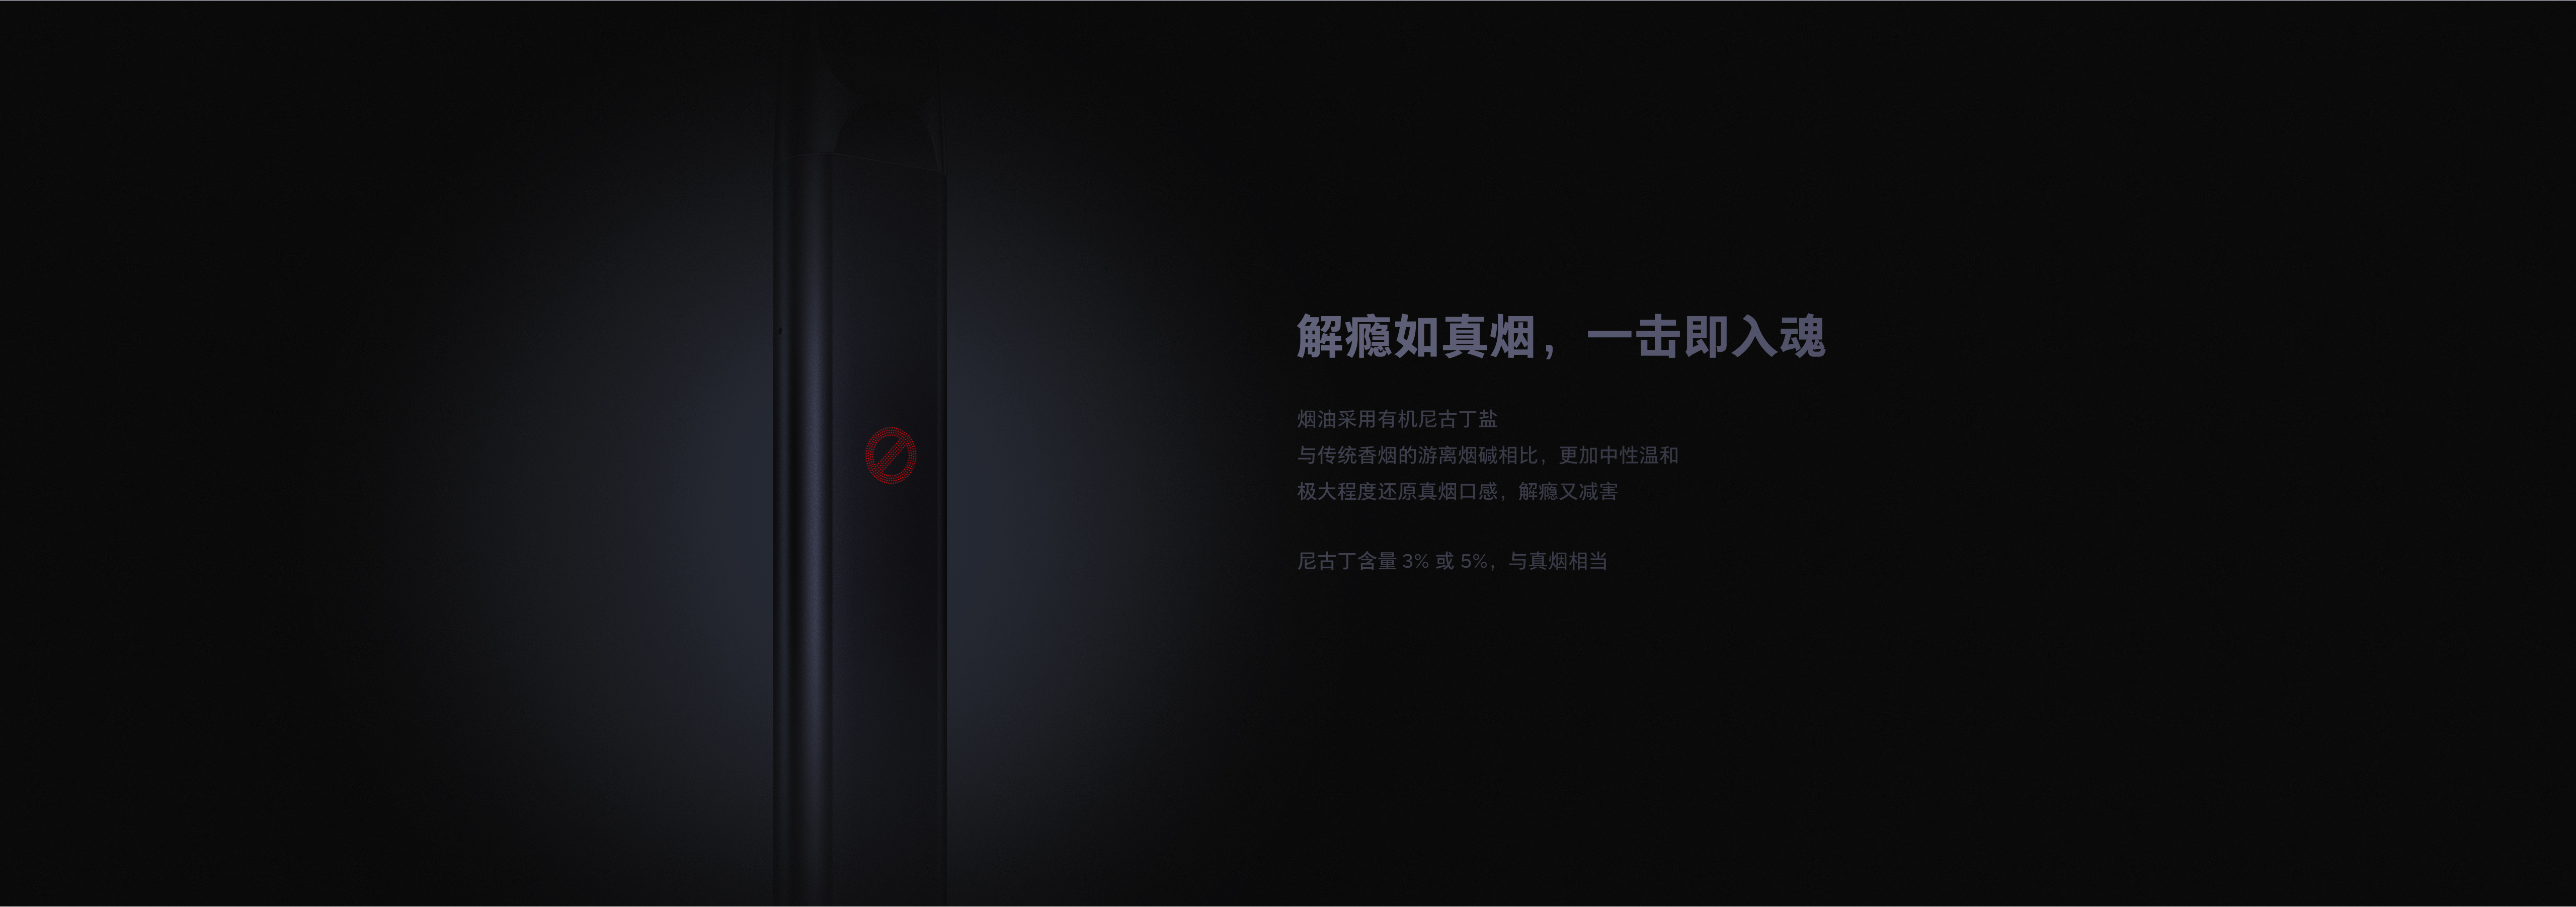 解瘾如真烟，一击即入魂
烟油采用有机尼古丁盐
与传统香烟的游离烟碱相比，更加中性温和
极大程度还原真烟口感，解瘾又减害
尼古丁含量 3% 或 5%，与真烟相当